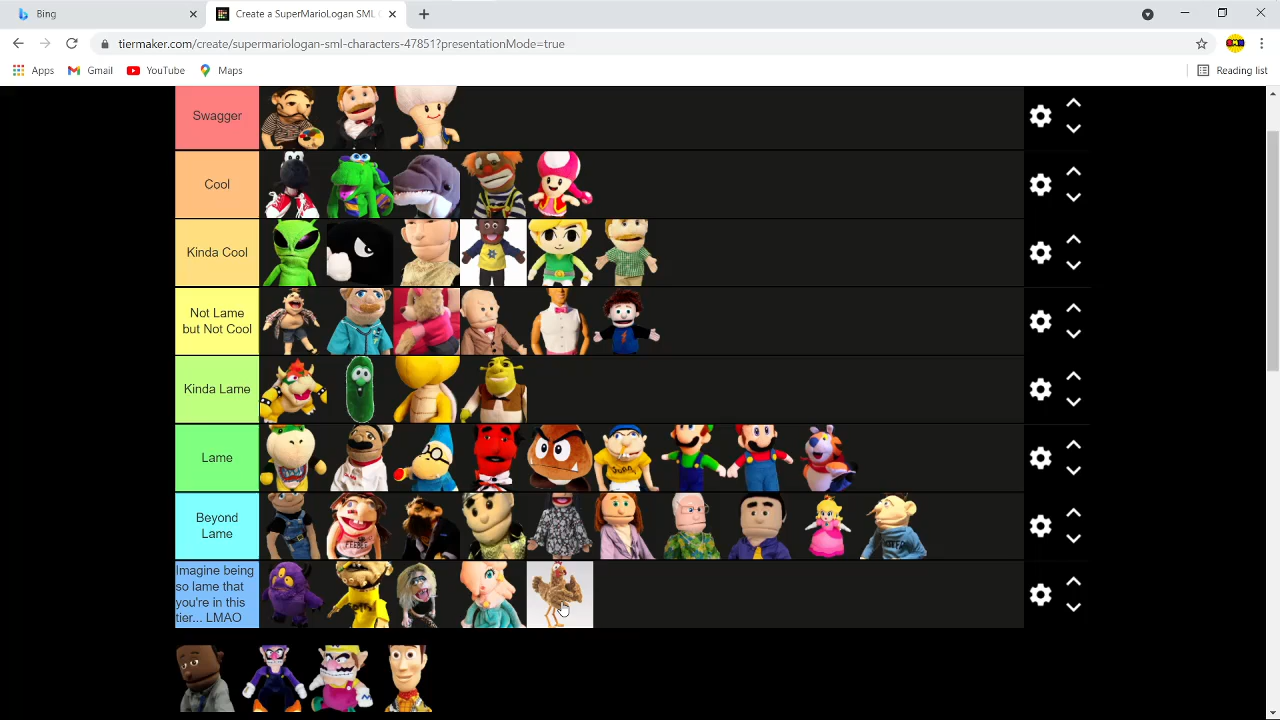 Bing
Create a SuperMarioLogan SML
tiermaker.com/create/supermariologan-sml-characters-47851?presentationMode=true
Apps
Gmail
YouTube
Maps
Reading list
Swagger
Cool
Kinda Cool
Not Lame
but Not Cool
Kinda Lame
Lame
Beyond
Lame
Imagine being
so lame that
you're in this
tier... LMAO